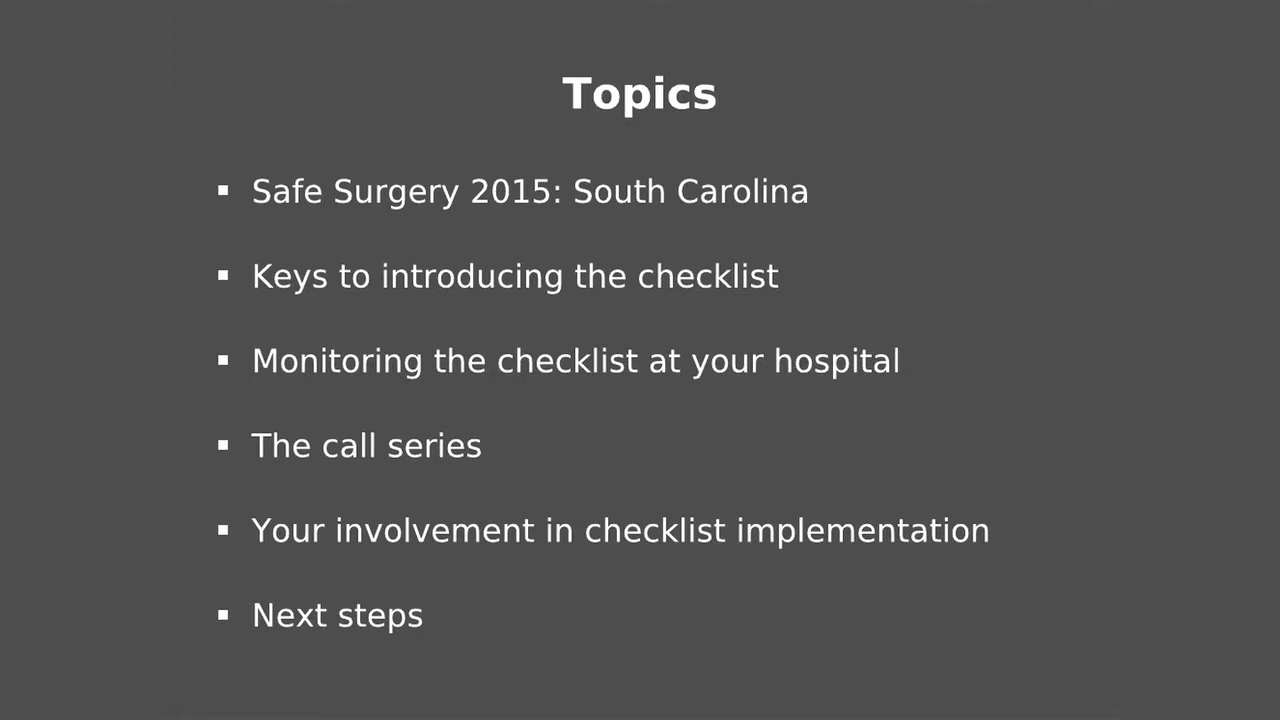 Topics
▪ Safe Surgery 2015: South Carolina
▪ Keys to introducing the checklist
▪ Monitoring the checklist at your hospital
▪ The call series
▪ Your involvement in checklist implementation
▪ Next steps